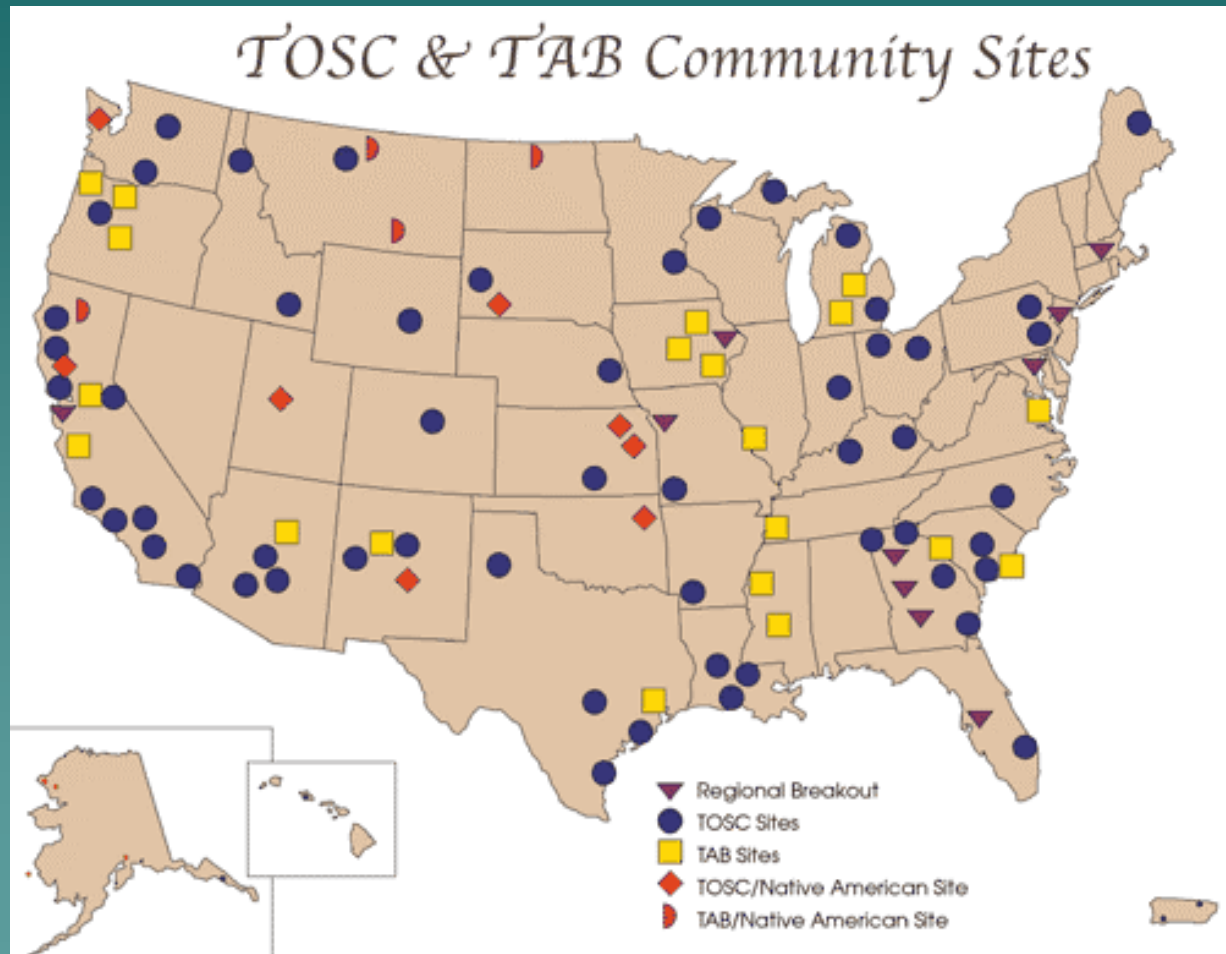 TOSC & TAB Community Sites
Regional Breakout
TOSC Sites
TAB Sites
TOSC/Native American Site
TAB/Native American Site